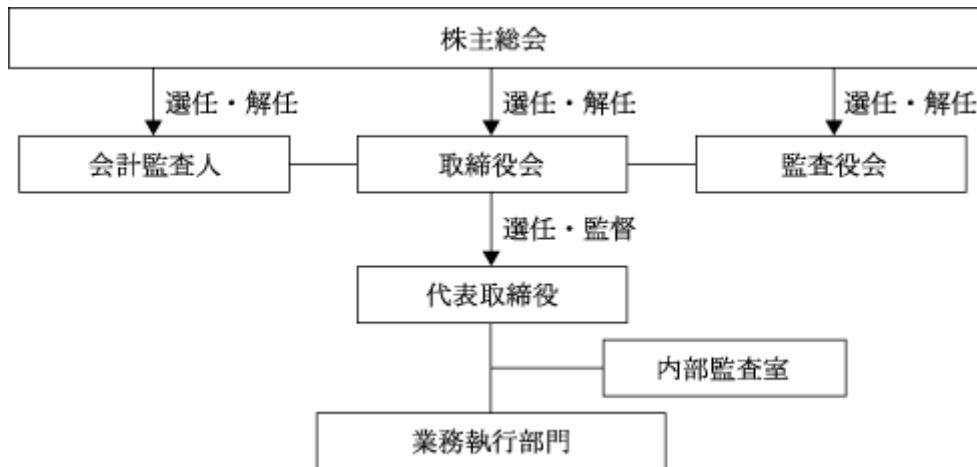 株主総会
選任・解任
選任・解任
選任・解任
会計監査人
取締役会
監査役会
選任・監督
代表取締役
内部監査室
業務執行部門